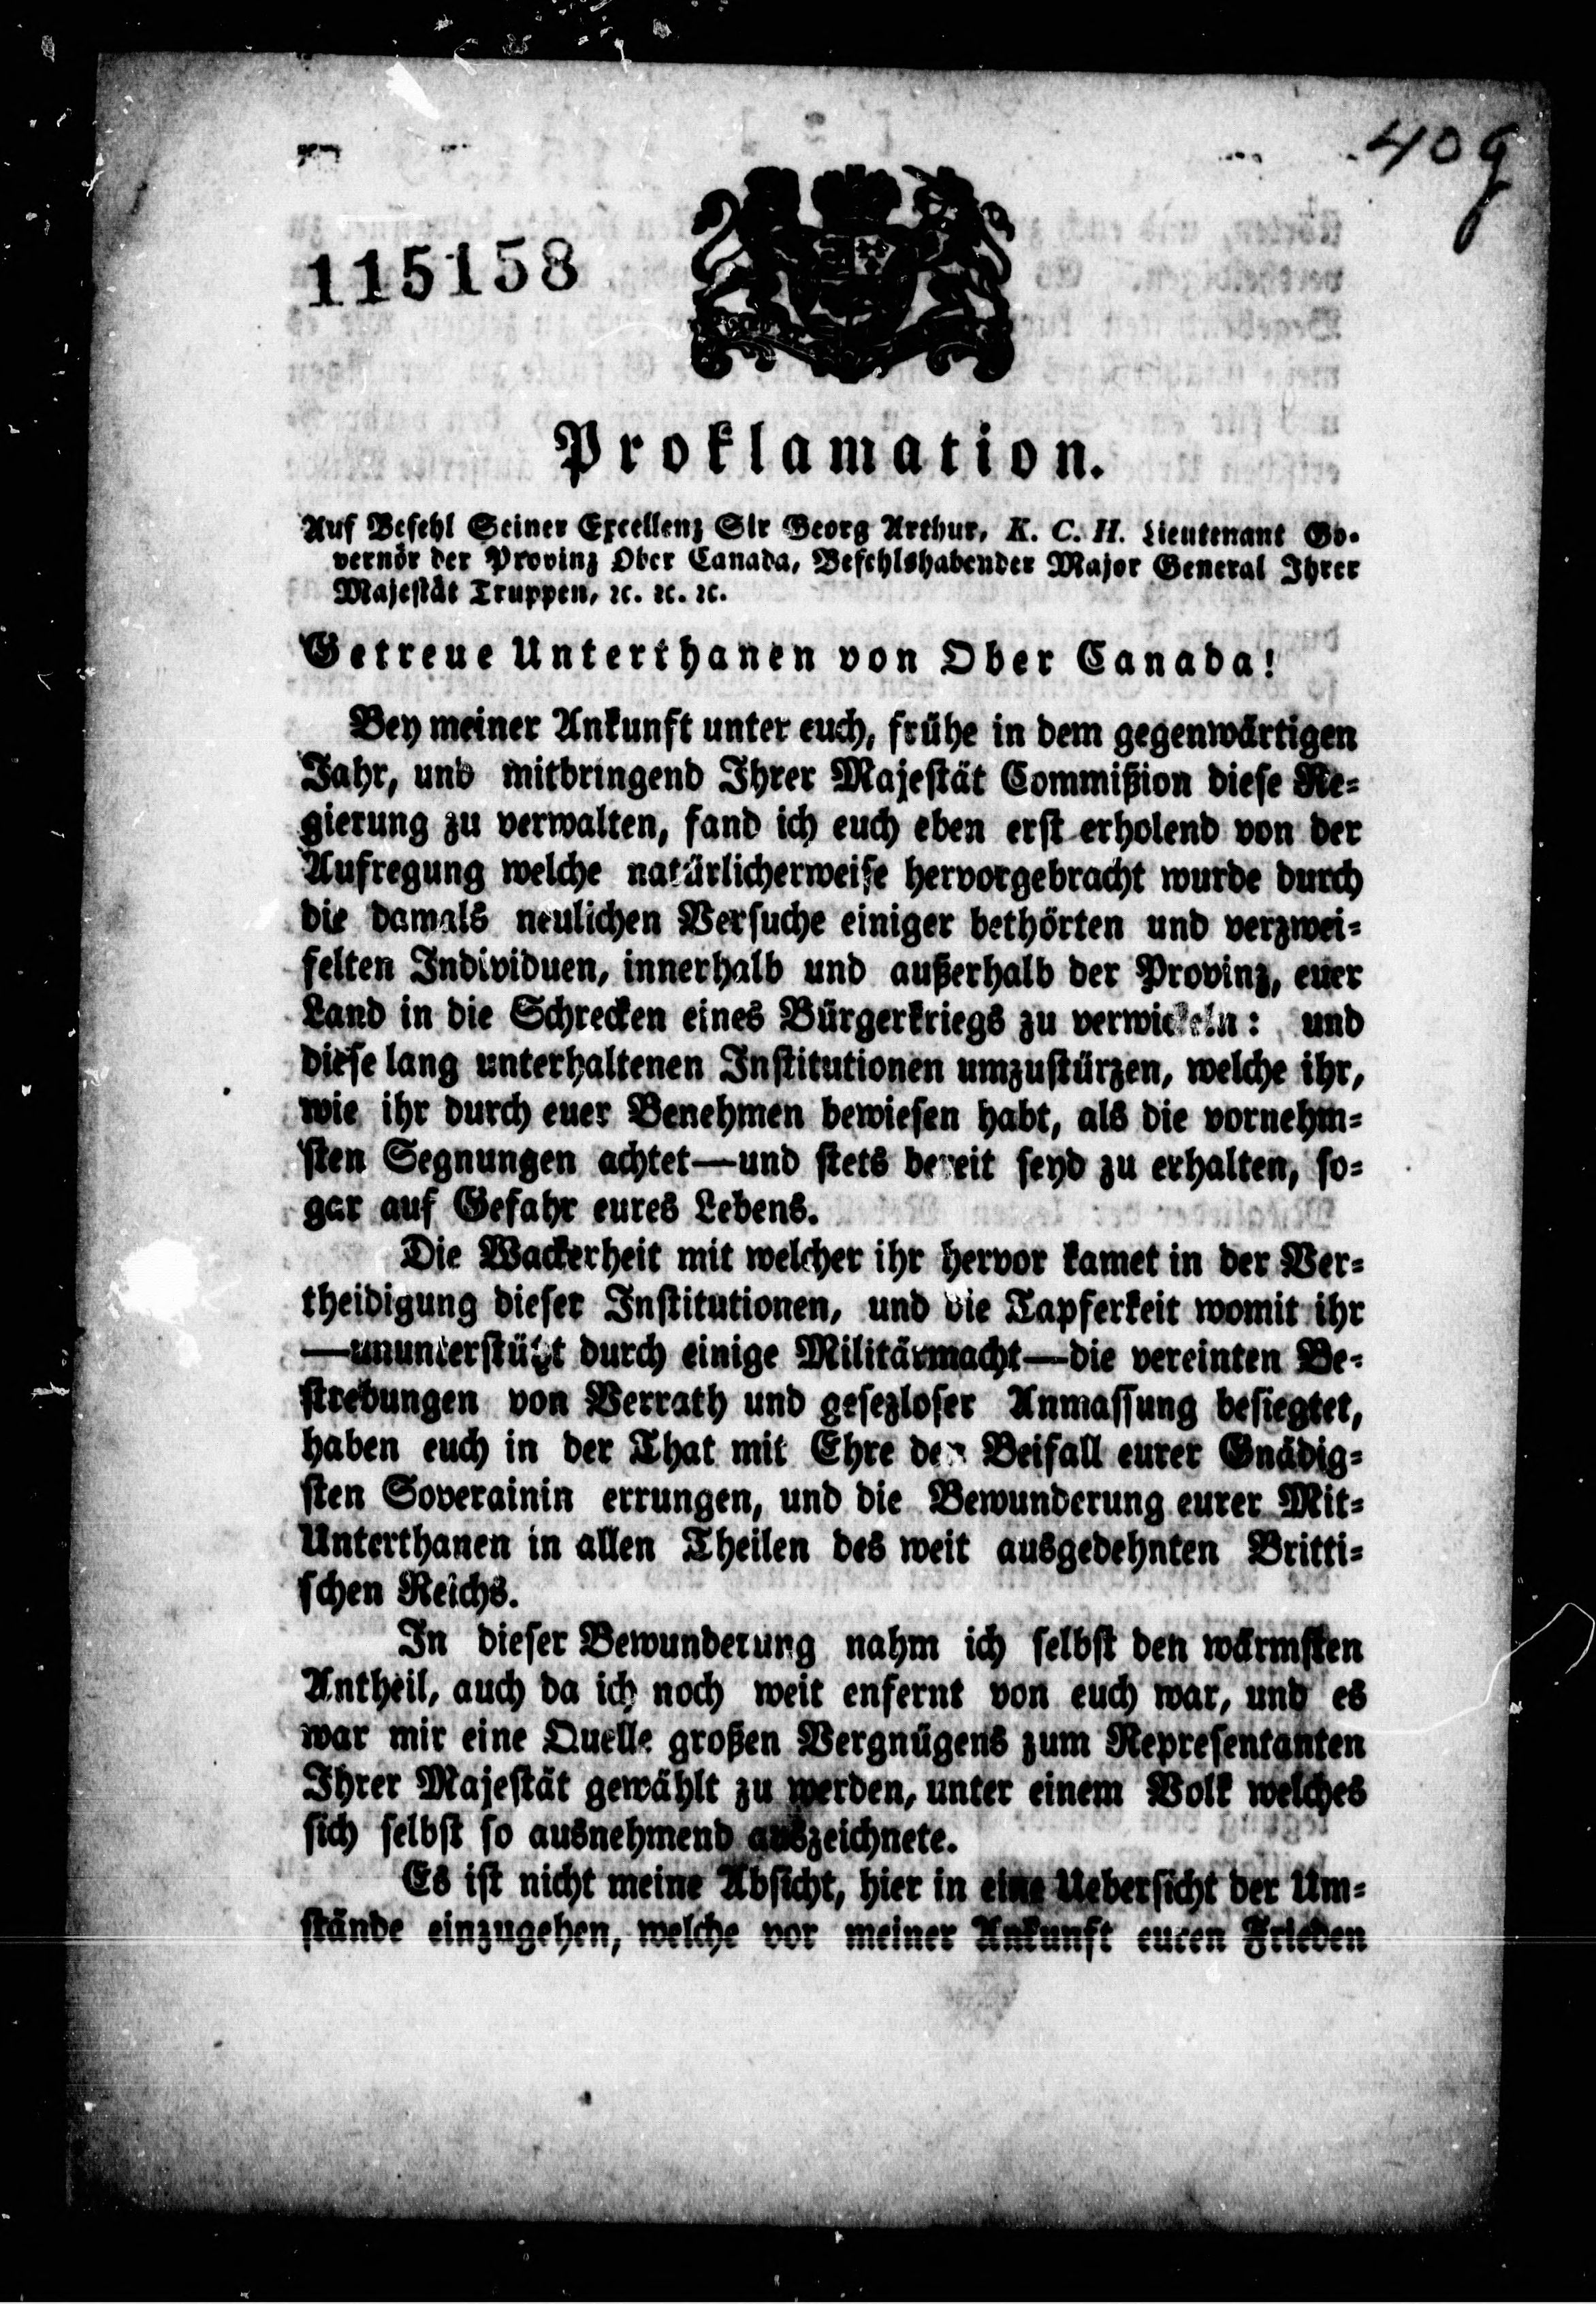 40g
115158
Proklamation.
Auf Befehl Seiner Excellenz Sir Georg Arthur, K. C. H. Lieutenant Go-
vernör der Provinz Ober Canada, Befehlshabender Major General Ihrer
Majestät Truppen, ꝛc. ꝛc. ꝛc.
Getreue Unterthanen von Ober Canada!
Bey meiner Ankunft unter euch, frühe in dem gegenwärtigen
Jahr, und mitbringend Ihrer Majestät Commißion diese Re-
gierung zu verwalten, fand ich euch eben erst erholend von der
Aufregung welche natürlicherweise hervorgebracht wurde durch
die damals neulichen Versuche einiger bethörten und verzwei-
felten Individuen, innerhalb und außerhalb der Provinz, euer
Land in die Schrecken eines Bürgerkriegs zu verwickeln: und
diese lang unterhaltenen Institutionen umzustürzen, welche ihr,
wie ihr durch euer Benehmen bewiesen habt, als die vornehm-
sten Segnungen achtet—und stets bereit seyd zu erhalten, so-
gar auf Gefahr eures Lebens.
Die Wackerheit mit welcher ihr hervor kamet in der Ver-
theidigung dieser Institutionen, und die Tapferkeit womit ihr
—ununterstützt durch einige Militärmacht—die vereinten Be-
strebungen von Verrath und gesezloser Anmassung besiegtet,
haben euch in der That mit Ehre den Beifall eurer Gnädig-
sten Soverainin errungen, und die Bewunderung eurer Mit-
Unterthanen in allen Theilen des weit ausgedehnten Britti-
schen Reichs.
In dieser Bewunderung nahm ich selbst den wärmsten
Antheil, auch da ich noch weit enfernt von euch war, und es
war mir eine Quelle großen Vergnügens zum Representanten
Ihrer Majestät gewählt zu werden, unter einem Volk welches
sich selbst so ausnehmend auszeichnete.
Es ist nicht meine Absicht, hier in eine Uebersicht der Um-
stände einzugehen, welche vor meiner Ankunft euren Frieden